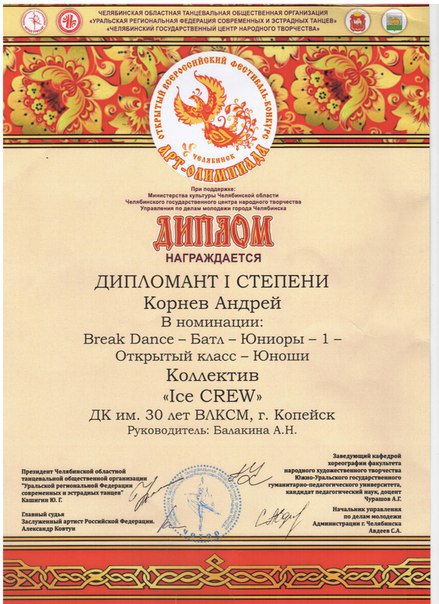 ЧЕЛЯБИНСКАЯ ОБЛАСТНАЯ ТАНЦЕВАЛЬНАЯ ОБЩЕСТВЕННАЯ ОРГАНИЗАЦИЯ
«УРАЛЬСКАЯ РЕГИОНАЛЬНАЯ ФЕДЕРАЦИЯ СОВРЕМЕННЫХ И ЭСТРАДНЫХ ТАНЦЕВ»
«ЧЕЛЯБИНСКИЙ ГОСУДАРСТВЕННЫЙ ЦЕНТР НАРОДНОГО ТВОРЧЕСТВА»
ОТКРЫТЫЙ ВСЕРОССИЙСКИЙ ФЕСТИВАЛЬ-КОНКУРС
АРТ-ОЛИМПИАДА
ЧЕЛЯБИНСК
При поддержке:
Министерства культуры Челябинской области
Челябинского государственного центра народного творчества
Управления по делам молодежи города Челябинска
ДИПЛОМ
НАГРАЖДАЕТСЯ
ДИПЛОМАНТ I СТЕПЕНИ
Корнев Андрей
В номинации:
Break Dance – Батл – Юниоры – 1 –
Открытый класс – Юноши
Коллектив
«Ice CREW»
ДК им. 30 лет ВЛКСМ, г. Копейск
Руководитель: Балакина А.Н.
Президент Челябинской областной
танцевальной общественной организации
"Уральской региональной Федерации
современных и эстрадных танцев"
Кашигин Ю. Г.
Главный судья
Заслуженный артист Российской Федерации.
Александр Ковтун
Заведующий кафедрой
хореографии факультета
народного художественного творчества
Южно-Уральского государственного
гуманитарно-педагогического университета,
кандидат педагогический наук, доцент
Чурашов А.Г.
Начальник управления
по делам молодежи
Администрации г. Челябинска
Авдеев С.А.